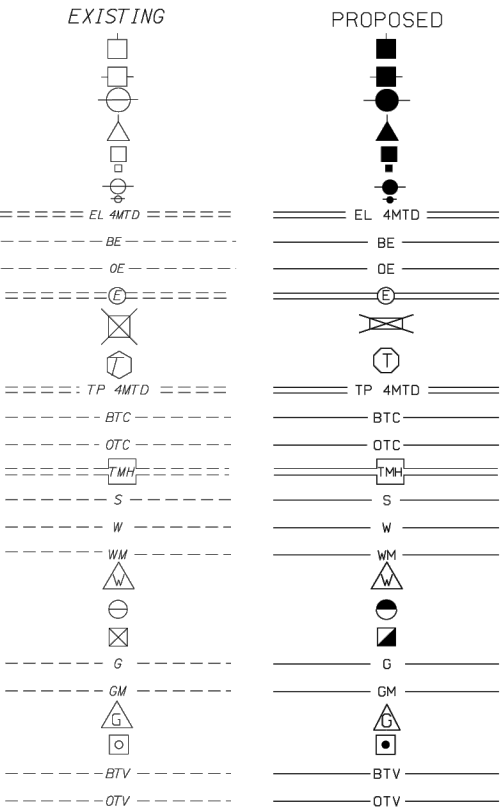 EXISTING PROPOSED
EL 4MTD EL 4MTD
BE BE
OE OE
E E
T T
TP 4MTD TP 4MTD
BTC BTC
OTC OTC
TMH TMH
S S
W W
WM WM
W W
G G
GM GM
G G
BTV BTV
OTV OTV